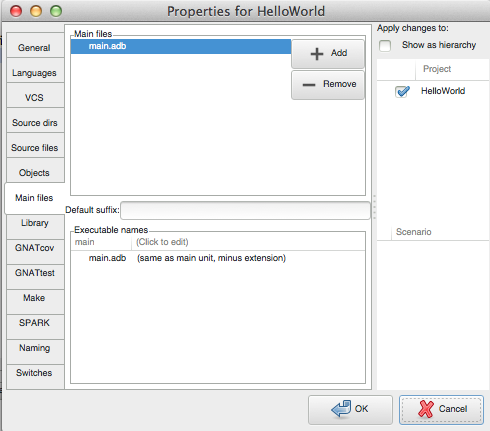 Properties for HelloWorld
General
Languages
VCS
Source dirs
Source files
Objects
Main files
Library
GNATcov
GNATtest
Make
SPARK
Naming
Switches
Main files
main.adb
Add
Remove
Default suffix:
Executable names
main (Click to edit)
main.adb (same as main unit, minus extension)
Apply changes to:
Show as hierarchy
Project
HelloWorld
Scenario
OK
Cancel